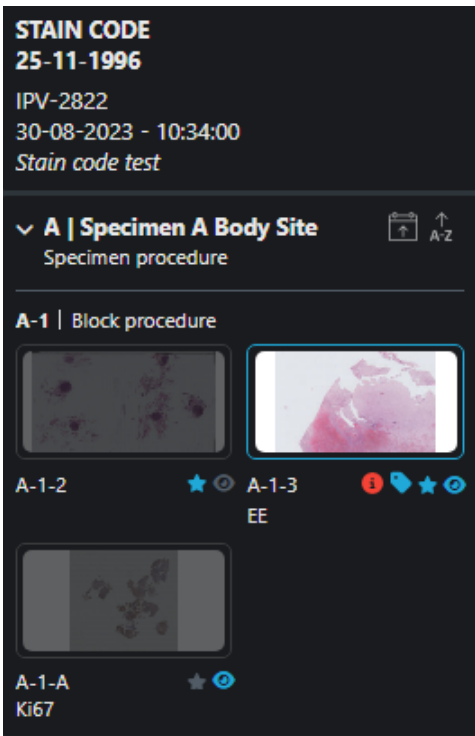 STAIN CODE
25-11-1996
IPV-2822
30-08-2023 - 10:34:00
Stain code test
A | Specimen A Body Site
A-Z
Specimen procedure
A-1 | Block procedure
A-1-2
A-1-3
EE
A-1-A
Ki67